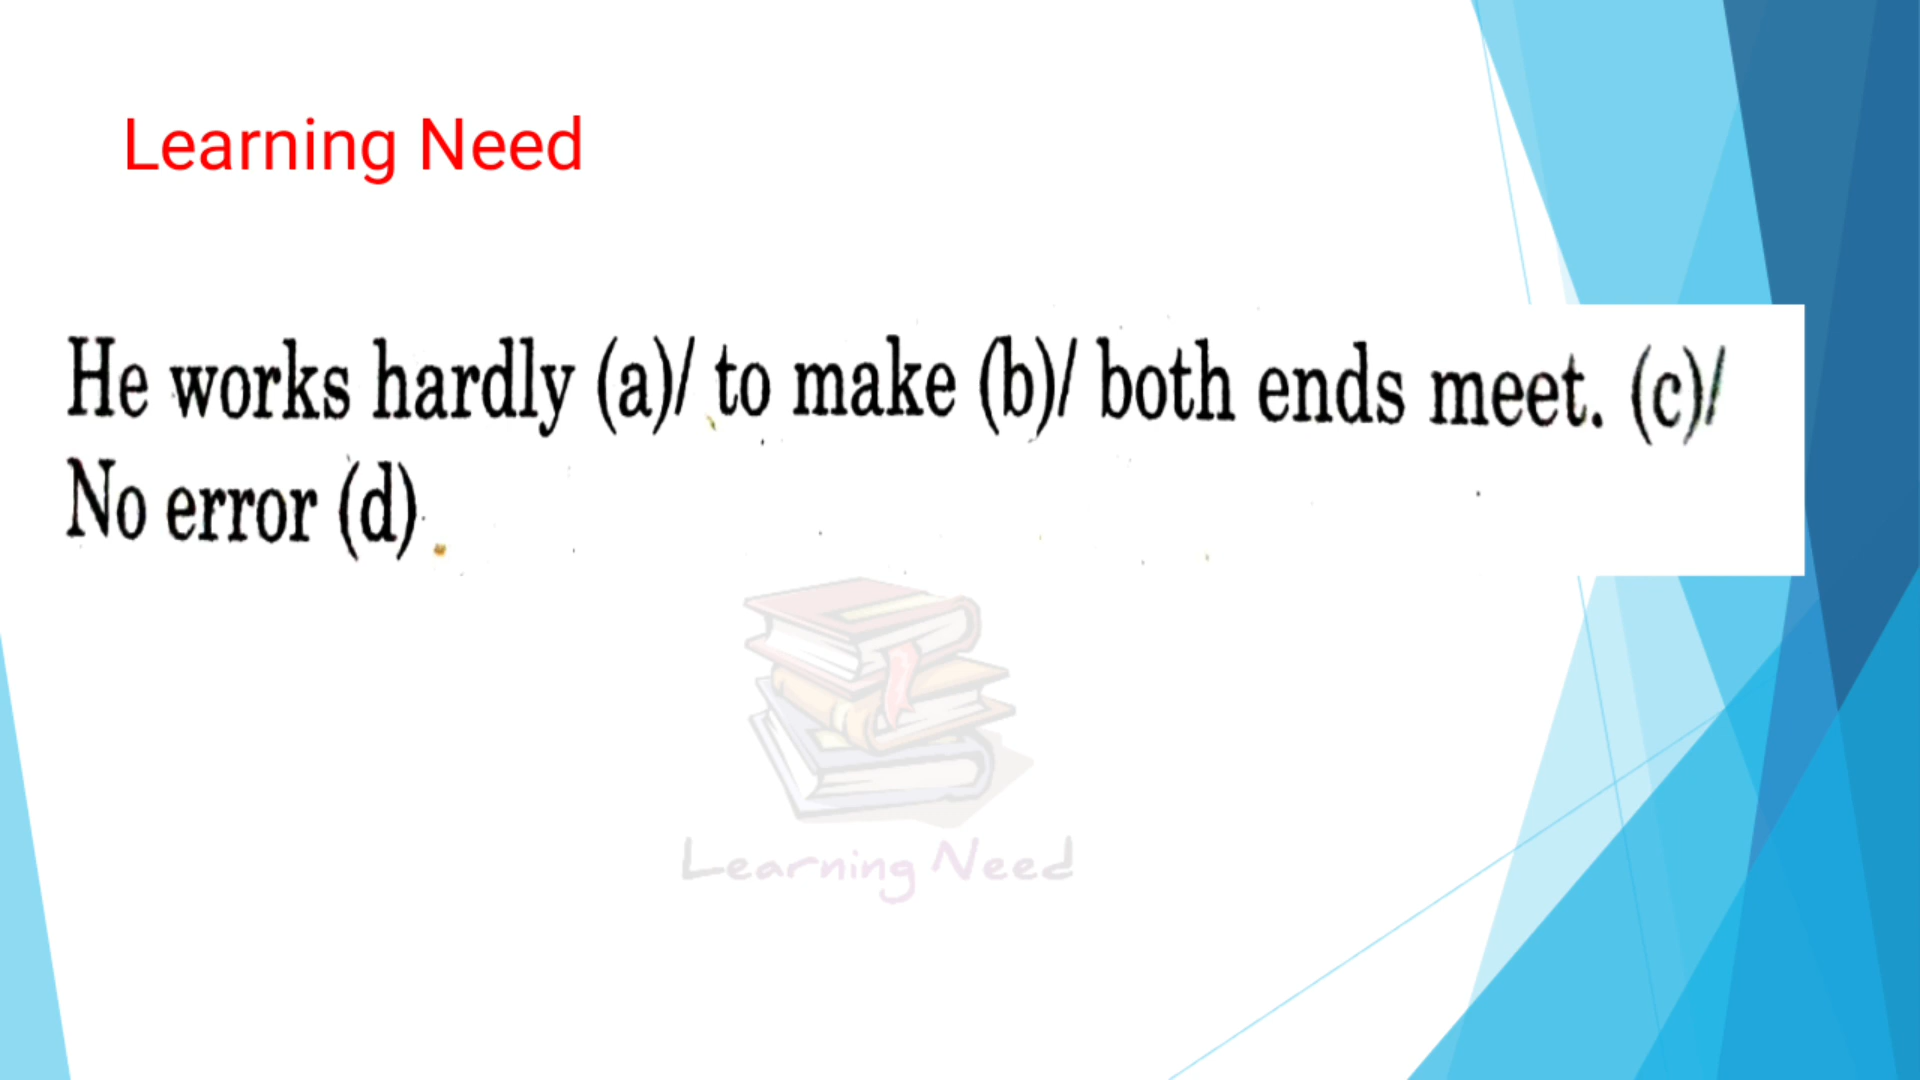 Learning Need
He works hardly (a)/ to make (b)/ both ends meet. (c)/
No error (d)
Learning Need